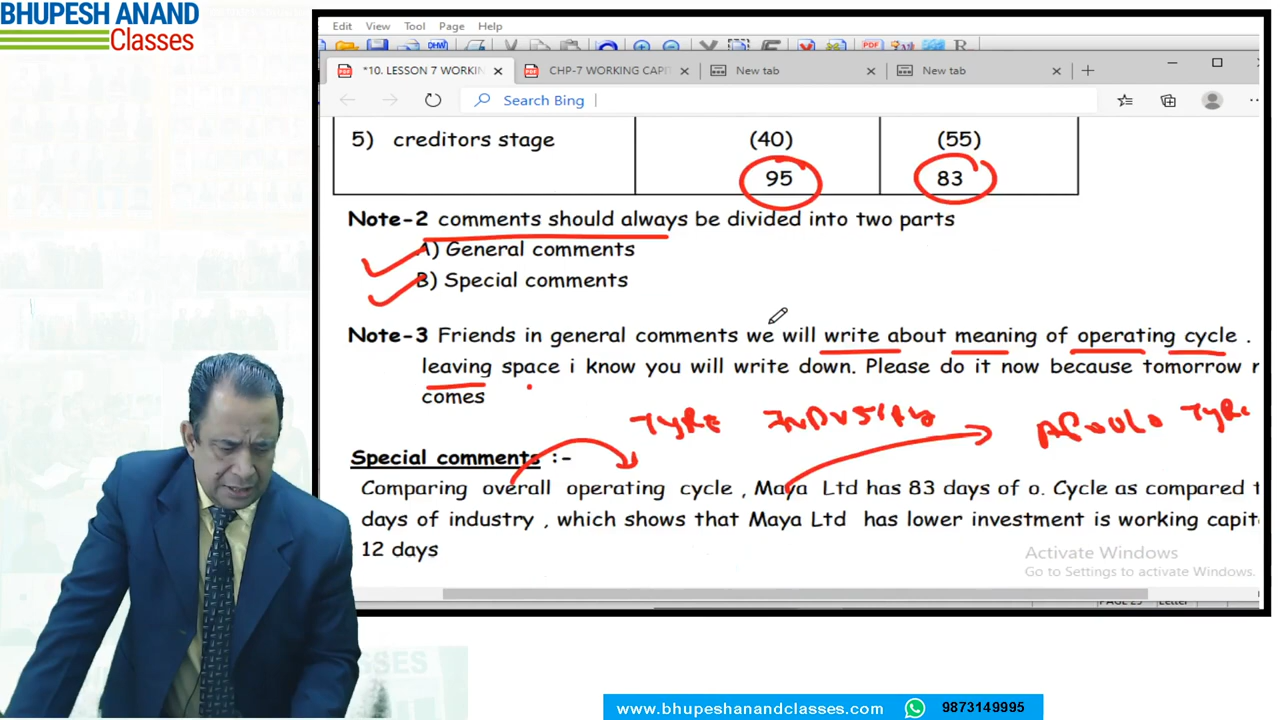 BHUPESH ANAND
Classes
Edit View Tool Page Help
*10. LESSON 7 WORKIN
CHP-7 WORKING CAPI
New tab
New tab
Search Bing
5) creditors stage (40) (55)
95 83
Note-2 comments should always be divided into two parts
A) General comments
B) Special comments
Note-3 Friends in general comments we will write about meaning of operating cycle .
leaving space i know you will write down. Please do it now because tomorrow n
comes
TyRE INDUSTRy APOLLO TyRE
Special comments :-
Comparing overall operating cycle , Maya Ltd has 83 days of o. Cycle as compared t
days of industry , which shows that Maya Ltd has lower investment is working capit
12 days
Activate Windows
Go to Settings to activate Windows.
PAGE 25 Letter
www.bhupeshanandclasses.com 9873149995